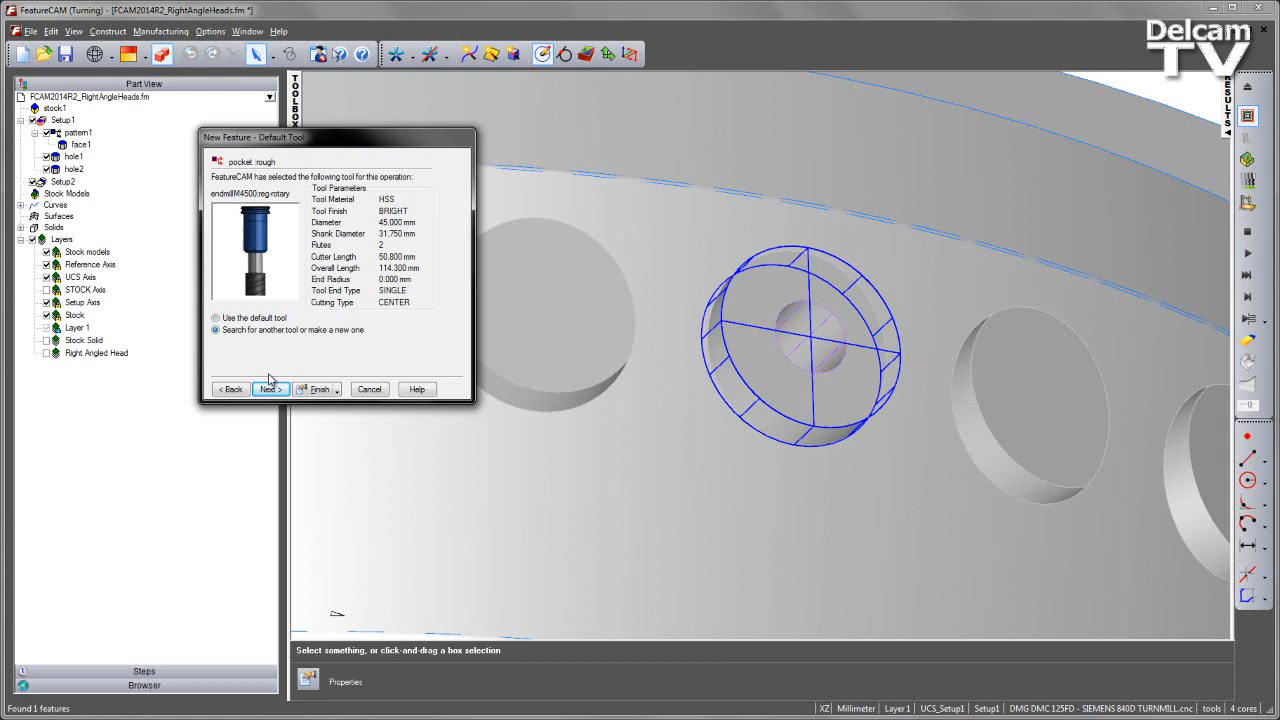 FeatureCAM (Turning) - [FCAM2014R2_RightAngleHeads.fm *]
File Edit View Construct Manufacturing Options Window Help
Delcam
TV
Part View
FCAM2014R2_RightAngleHeads.fm
stock1
Setup1
pattern1
face1
hole1
hole2
Setup2
Stock Models
Curves
Surfaces
Solids
Layers
Stock models
Reference Axis
UCS Axis
STOCK Axis
Setup Axis
Stock
Layer 1
Stock Solid
Right Angled Head
Steps
Browser
TOOLBOX
RESULTS
New Feature - Default Tool
pocket :rough
FeatureCAM has selected the following tool for this operation:
endmillM4500:reg-rotary
Tool Parameters
Tool Material HSS
Tool Finish BRIGHT
Diameter 45.000 mm
Shank Diameter 31.750 mm
Flutes 2
Cutter Length 50.800 mm
Overall Length 114.300 mm
End Radius 0.000 mm
Tool End Type SINGLE
Cutting Type CENTER
Use the default tool
Search for another tool or make a new one
< Back Next > Finish Cancel Help
Select something, or click-and-drag a box selection
Properties
Found 1 features
XZ Millimeter Layer1 UCS_Setup1 Setup1 DMG DMC 125FD - SIEMENS 840D TURNMILL.cnc tools 4 cores